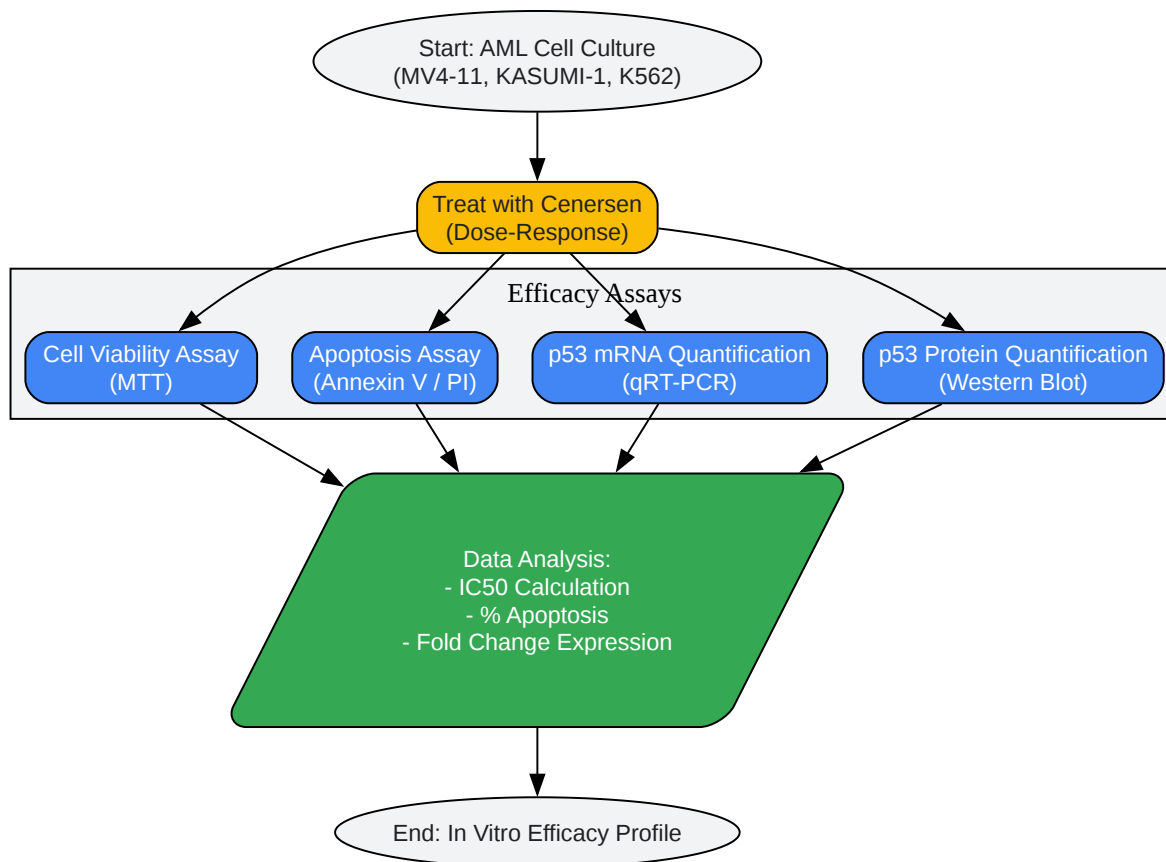 Start: AML Cell Culture
(MV4-11, KASUMI-1, K562)
Treat with Cenersen
(Dose-Response)
Efficacy Assays
Cell Viability Assay
(MTT)
Apoptosis Assay
(Annexin V / PI)
p53 mRNA Quantification
(qRT-PCR)
p53 Protein Quantification
(Western Blot)
Data Analysis:
- IC50 Calculation
- % Apoptosis
- Fold Change Expression
End: In Vitro Efficacy Profile